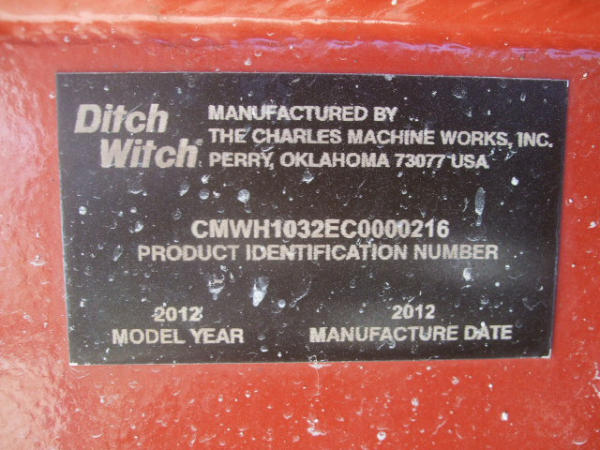 Ditch
Witch®
MANUFACTURED BY
THE CHARLES MACHINE WORKS, INC.
PERRY, OKLAHOMA 73077 USA
CMWH1032EC0000216
PRODUCT IDENTIFICATION NUMBER
2012
MODEL YEAR
2012
MANUFACTURE DATE